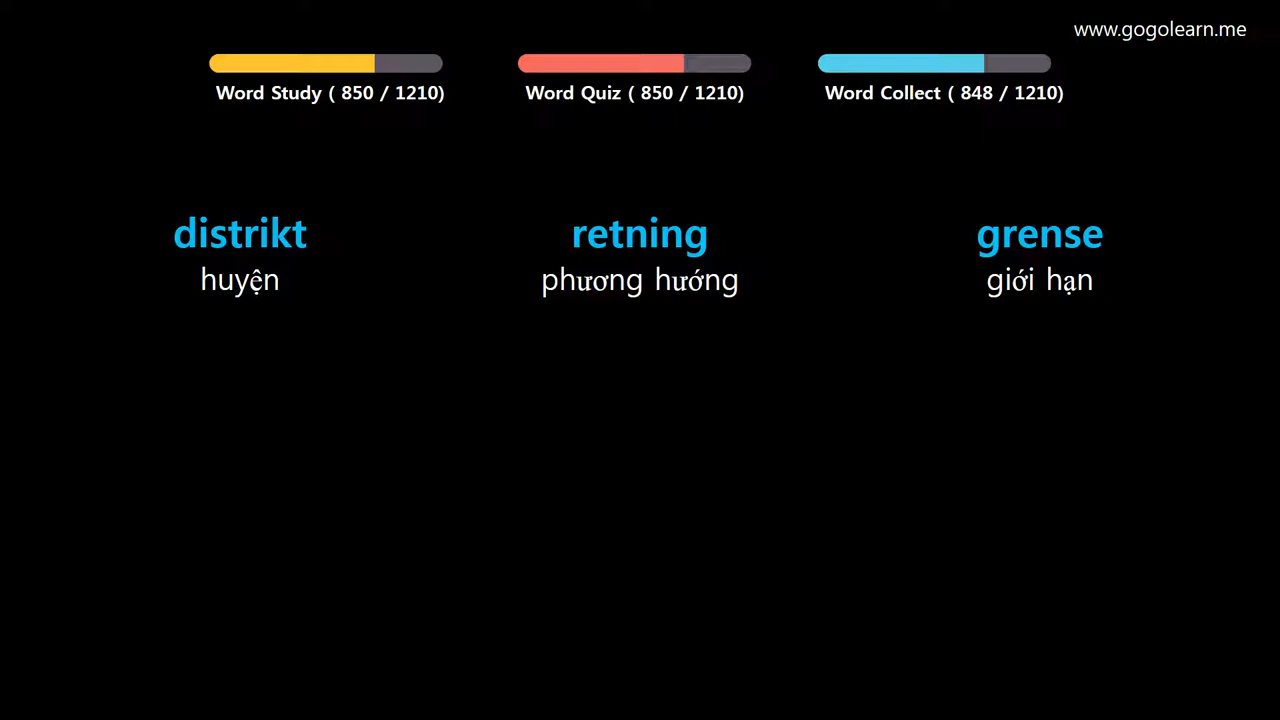 www.gogolearn.me
Word Study ( 850 / 1210)
Word Quiz ( 850 / 1210)
Word Collect ( 848 / 1210)
distrikt
huyện
retning
phương hướng
grense
giới hạn